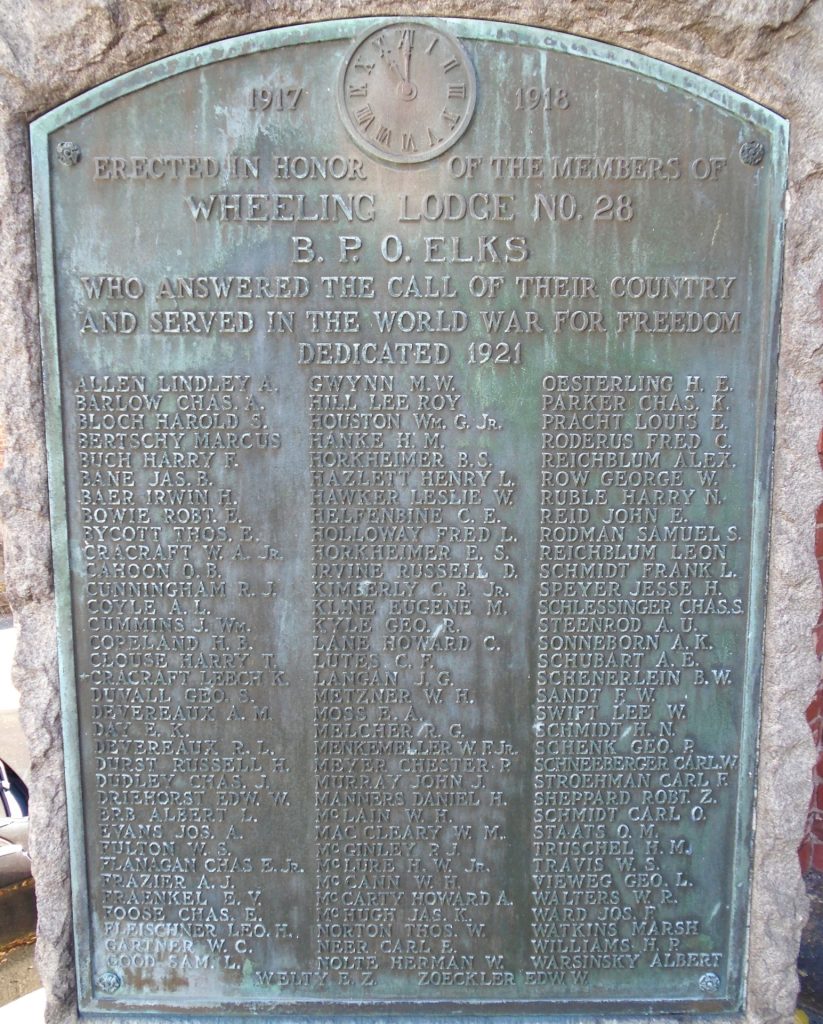 1917 1918
XII I II III IIII V VI VII VIII IX X XI
ERECTED IN HONOR OF THE MEMBERS OF
WHEELING LODGE NO. 28
B. P. O. ELKS
WHO ANSWERED THE CALL OF THEIR COUNTRY
AND SERVED IN THE WORLD WAR FOR FREEDOM
DEDICATED 1921
ALLEN LINDLEY A.
BARLOW CHAS. A.
BLOCH HAROLD S.
BERTSCHY MARCUS
BUCH HARRY F.
BANE JAS. B.
BAER IRWIN H.
BOWIE ROBT. E.
BYCOTT THOS. B.
CRACRAFT W. A. JR.
CAHOON O. B.
CUNNINGHAM R. J.
COYLE A. L.
CUMMINS J. WM.
COPELAND H. B.
CLOUSE HARRY T.
CRACRAFT LEECH K.
DUVALL GEO. S.
DEVEREAUX A. M.
DAY B. K.
DEVEREAUX R. L.
DURST RUSSELL H.
DUDLEY CHAS. J.
DRIEHORST EDW. W.
ERB ALBERT L.
EVANS JOS. A.
FULTON W. S.
FLANAGAN CHAS E. JR.
FRAZIER A. J.
FRAENKEL E. V.
FOOSE CHAS. E.
FLEISCHNER LEO. H.
GARTNER W. C.
GOOD SAM. L.
GWYNN M. W.
HILL LEE ROY
HOUSTON WM. G. JR.
HANKE H. M.
HORKHEIMER B. S.
HAZLETT HENRY L.
HAWKER LESLIE W.
HELFENBINE C. E.
HOLLOWAY FRED L.
HORKHEIMER E. S.
IRVINE RUSSELL D.
KIMBERLY C. B. JR.
KLINE EUGENE M.
KYLE GEO. R.
LANE HOWARD C.
LUTES C. F.
LANGAN J. G.
METZNER W. H.
MOSS E. A.
MELCHER R. G.
MENKEMELLER W. F. JR.
MEYER CHESTER P.
MURRAY JOHN J.
MANNERS DANIEL H.
MCLAIN W. H.
MAC CLEARY W. M.
MCGINLEY P. J.
MCLURE H. W. JR.
MCCANN W. H.
MCCARTY HOWARD A.
MCHUGH JAS. K.
NORTON THOS. W.
NEER CARL E.
NOLTE HERMAN W.
OESTERLING H. E.
PARKER CHAS. K.
PRACHT LOUIS E.
RODERUS FRED C.
REICHBLUM ALEX.
ROW GEORGE W.
RUBLE HARRY N.
REID JOHN E.
RODMAN SAMUEL S.
REICHBLUM LEON
SCHMIDT FRANK L.
SPEYER JESSE H.
SCHLESSINGER CHAS. S.
STEENROD A. U.
SONNEBORN A. K.
SCHUBART A. E.
SCHENERLEIN B. W.
SANDT F. W.
SWIFT LEE W.
SCHMIDT H. N.
SCHENK GEO. P.
SCHNEEBERGER CARL. W
STROEHMAN CARL F.
SHEPPARD ROBT. Z.
SCHMIDT CARL O.
STAATS O. M.
TRUSCHEL H. M.
TRAVIS W. S.
VIEWEG GEO. L.
WALTERS W. R.
WARD JOS. F.
WATKINS MARSH
WILLIAMS H. P.
WARSINSKY ALBERT
WELTY E. Z. ZOECKLER EDW. W.